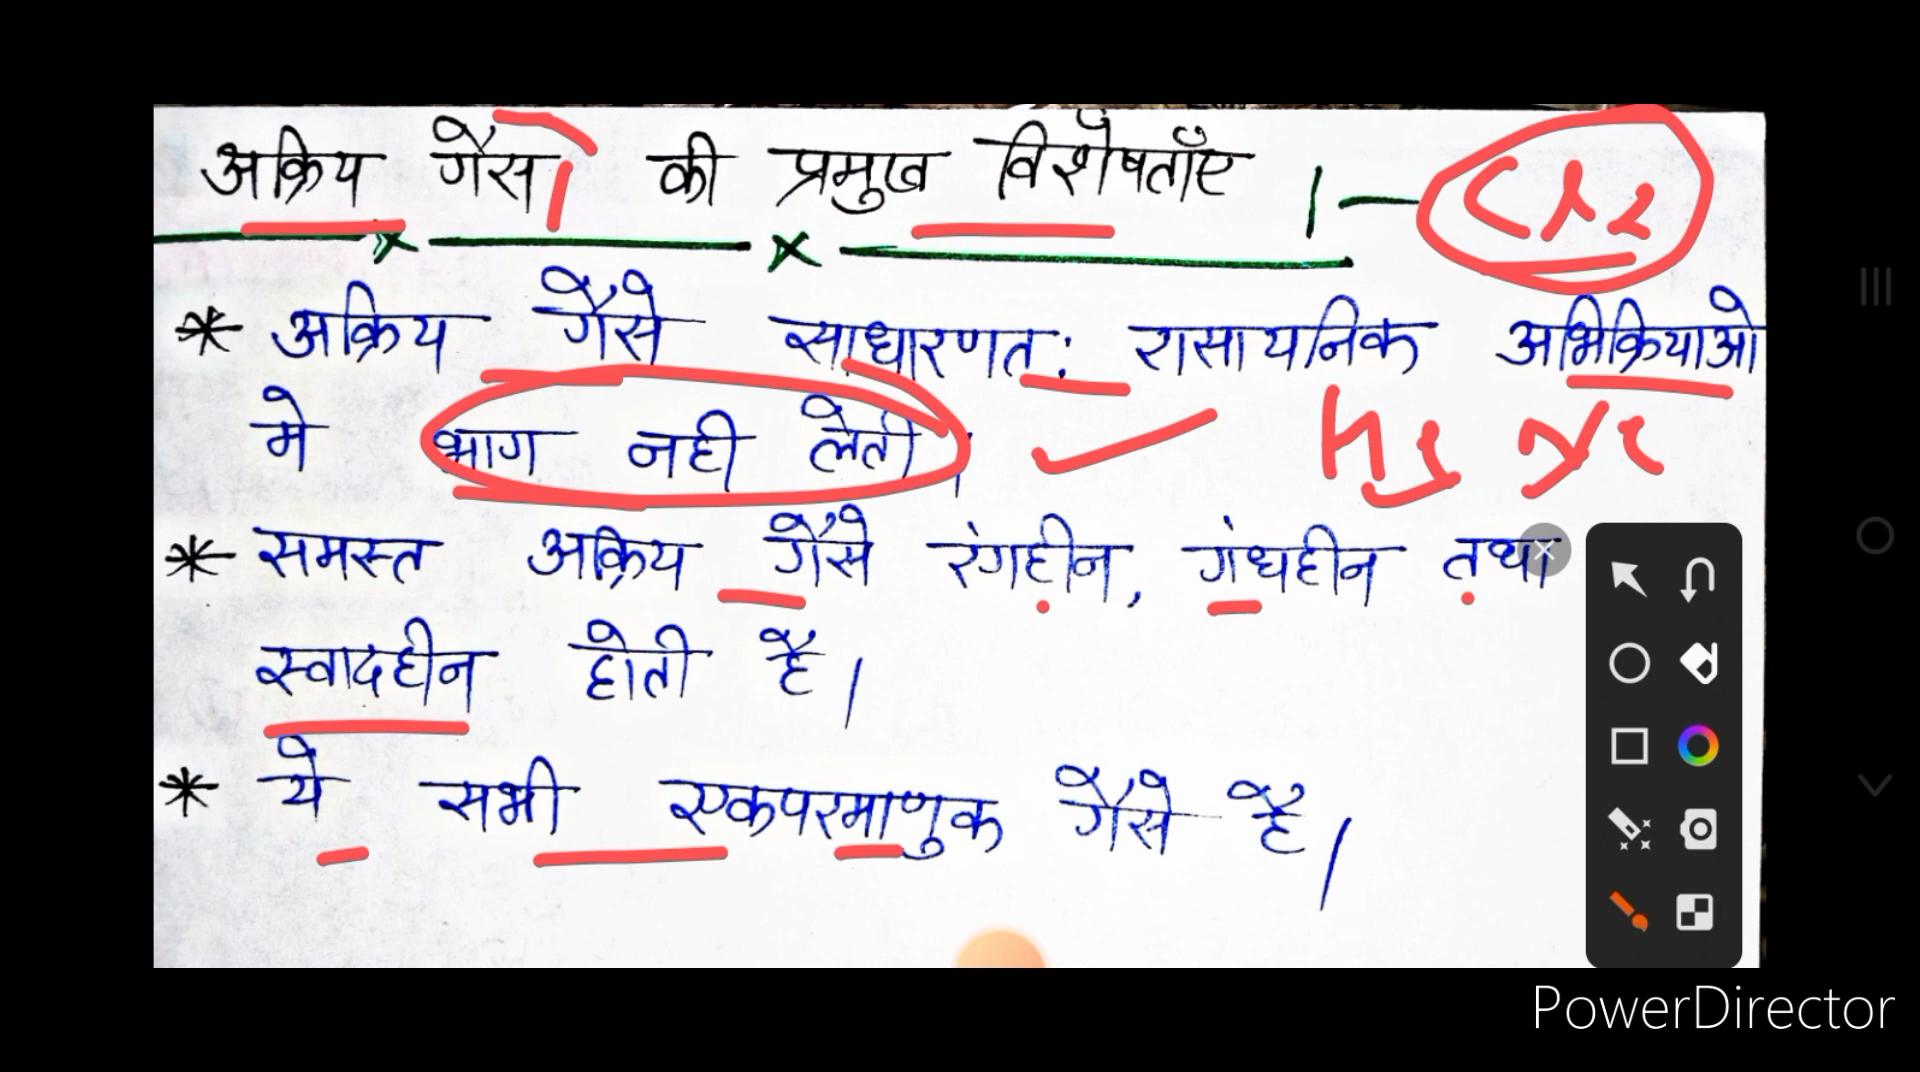 अक्रिय गैस की प्रमुख विशेषताएँ ।—
* अक्रिय गैसे साधारणत: रासायनिक अभिक्रियाओ
मे भाग नही लेती ।
* समस्त अक्रिय गैसे रंगहीन, गंधहीन तथा
स्वादहीन होती है ।
* ये सभी एकपरमाणुक गैसे है ।
PowerDirector